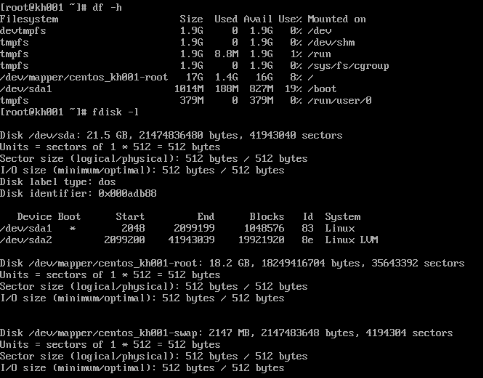 [root@kh001 ~]# df -h
Filesystem Size Used Avail Use% Mounted on
devtmpfs 1.9G 0 1.9G 0% /dev
tmpfs 1.9G 0 1.9G 0% /dev/shm
tmpfs 1.9G 8.8M 1.9G 1% /run
tmpfs 1.9G 0 1.9G 0% /sys/fs/cgroup
/dev/mapper/centos_kh001-root 17G 1.4G 16G 8% /
/dev/sda1 1014M 188M 827M 19% /boot
tmpfs 379M 0 379M 0% /run/user/0
[root@kh001 ~]# fdisk -l
Disk /dev/sda: 21.5 GB, 21474836480 bytes, 41943040 sectors
Units = sectors of 1 * 512 = 512 bytes
Sector size (logical/physical): 512 bytes / 512 bytes
I/O size (minimum/optimal): 512 bytes / 512 bytes
Disk label type: dos
Disk identifier: 0x000adb88
Device Boot Start End Blocks Id System
/dev/sda1 * 2048 2099199 1048576 83 Linux
/dev/sda2 2099200 41943039 19921920 8e Linux LVM
Disk /dev/mapper/centos_kh001-root: 18.2 GB, 18249416704 bytes, 35643392 sectors
Units = sectors of 1 * 512 = 512 bytes
Sector size (logical/physical): 512 bytes / 512 bytes
I/O size (minimum/optimal): 512 bytes / 512 bytes
Disk /dev/mapper/centos_kh001-swap: 2147 MB, 2147483648 bytes, 4194304 sectors
Units = sectors of 1 * 512 = 512 bytes
Sector size (logical/physical): 512 bytes / 512 bytes
I/O size (minimum/optimal): 512 bytes / 512 bytes